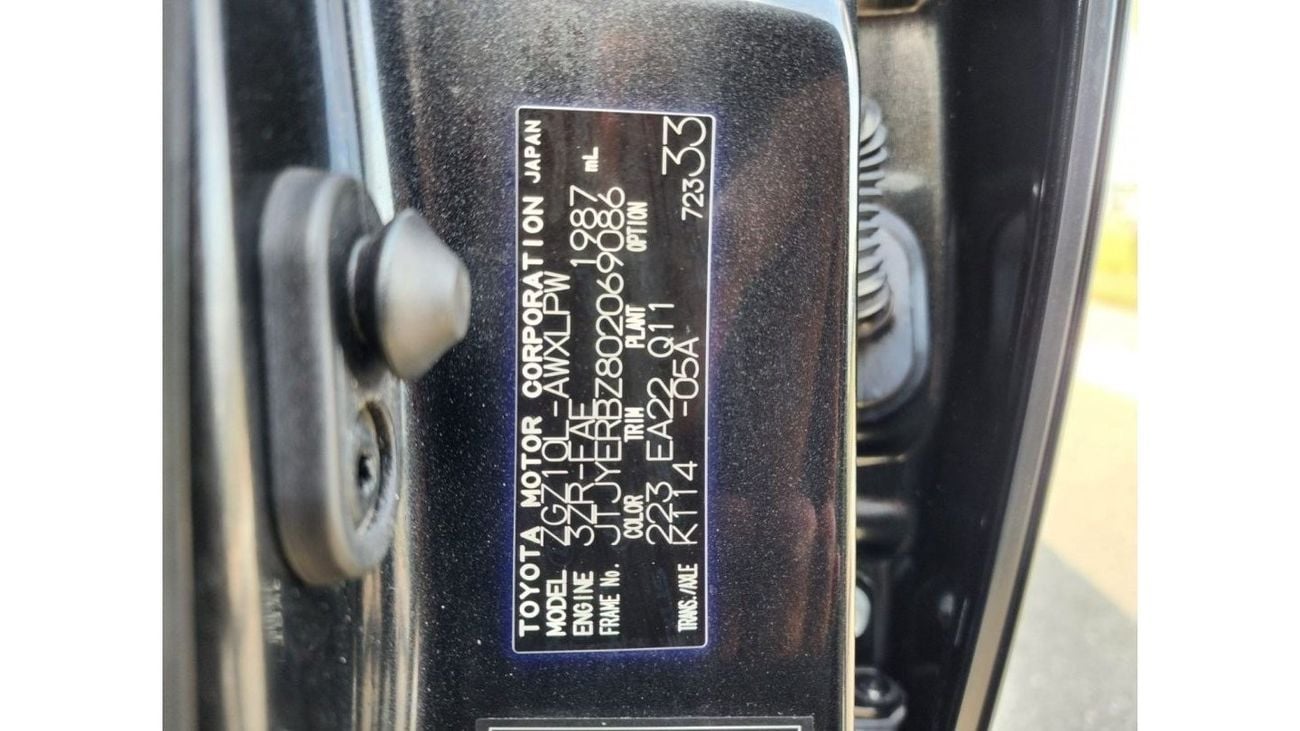 TOYOTA MOTOR CORPORATION JAPAN
MODEL ZGZ10L-AWXLPW
ENGINE 3ZR-FAE 1987 mL
FRAME No. JTJYERBZ802069086
COLOR TRIM PLANT OPTION
223 EA22 Q11
TRANS./AXLE K114 -05A 723 33